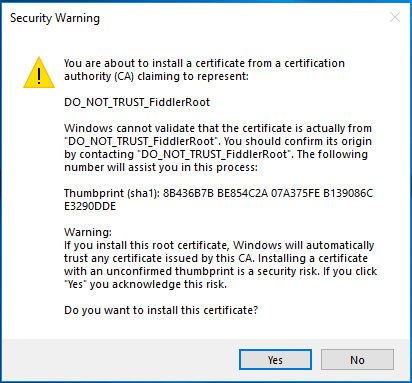 Security Warning
You are about to install a certificate from a certification
authority (CA) claiming to represent:
DO_NOT_TRUST_FiddlerRoot
Windows cannot validate that the certificate is actually from
"DO_NOT_TRUST_FiddlerRoot". You should confirm its origin
by contacting "DO_NOT_TRUST_FiddlerRoot". The following
number will assist you in this process:
Thumbprint (sha1): 8B436B7B BE854C2A 07A375FE B139086C
E3290DDE
Warning:
If you install this root certificate, Windows will automatically
trust any certificate issued by this CA. Installing a certificate
with an unconfirmed thumbprint is a security risk. If you click
"Yes" you acknowledge this risk.
Do you want to install this certificate?
Yes
No